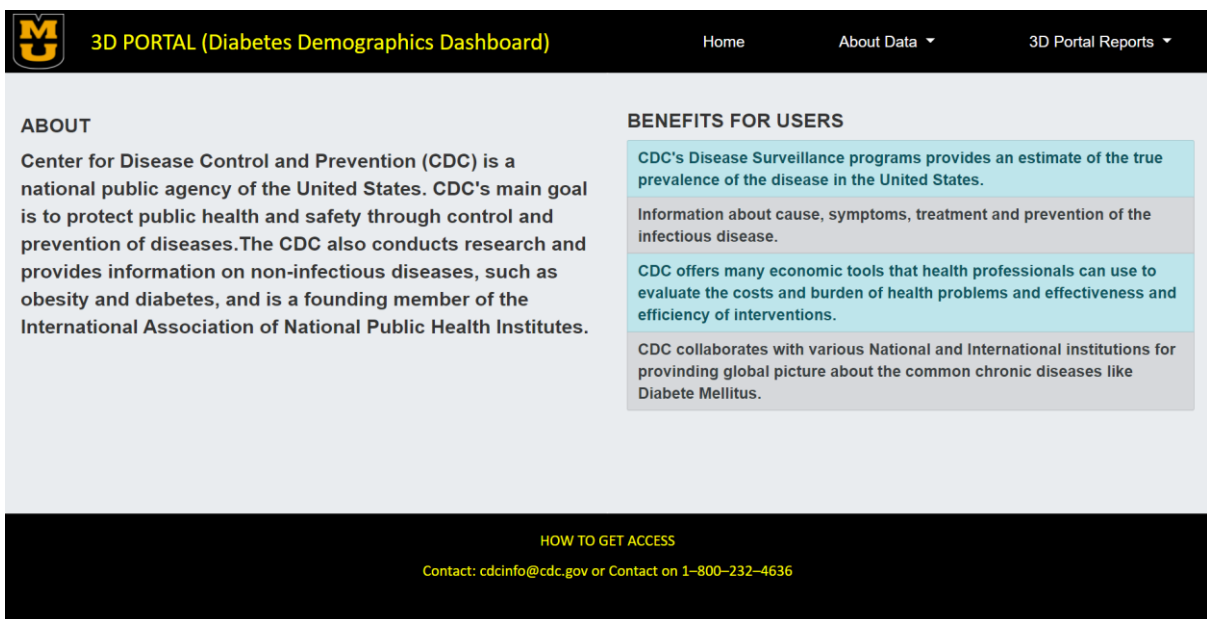 MU
3D PORTAL (Diabetes Demographics Dashboard)
Home
About Data
3D Portal Reports
ABOUT
Center for Disease Control and Prevention (CDC) is a
national public agency of the United States. CDC's main goal
is to protect public health and safety through control and
prevention of diseases.The CDC also conducts research and
provides information on non-infectious diseases, such as
obesity and diabetes, and is a founding member of the
International Association of National Public Health Institutes.
BENEFITS FOR USERS
CDC's Disease Surveillance programs provides an estimate of the true
prevalence of the disease in the United States.
Information about cause, symptoms, treatment and prevention of the
infectious disease.
CDC offers many economic tools that health professionals can use to
evaluate the costs and burden of health problems and effectiveness and
efficiency of interventions.
CDC collaborates with various National and International institutions for
provinding global picture about the common chronic diseases like
Diabete Mellitus.
HOW TO GET ACCESS
Contact: cdcinfo@cdc.gov or Contact on 1–800–232–4636